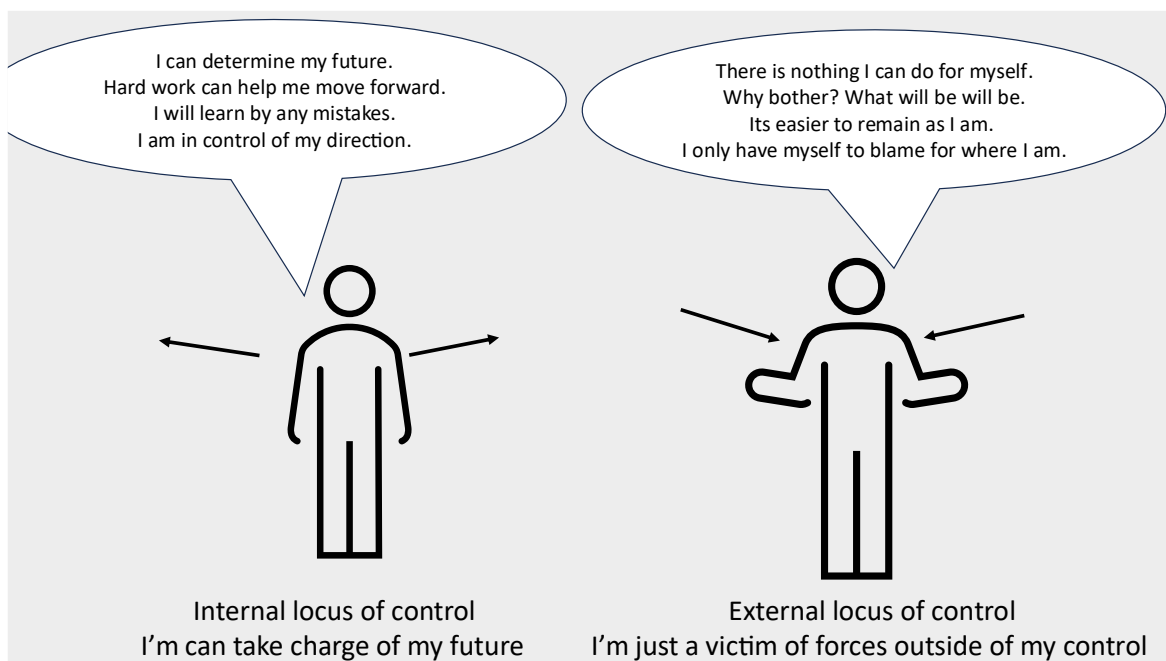 I can determine my future.
Hard work can help me move forward.
I will learn by any mistakes.
I am in control of my direction.
There is nothing I can do for myself.
Why bother? What will be will be.
Its easier to remain as I am.
I only have myself to blame for where I am.
Internal locus of control
I'm can take charge of my future
External locus of control
I'm just a victim of forces outside of my control